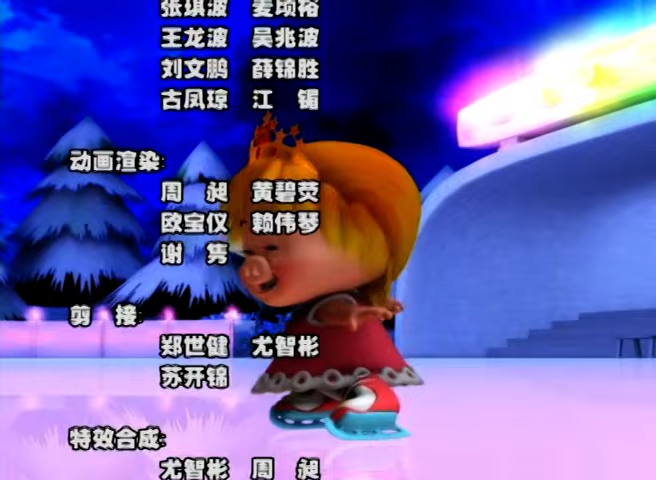 张琪波 麦顷裕
王龙波 吴兆波
刘文鹏 薛锦胜
古凤琼 江 镅
动画渲染:
周 昶 黄碧荧
欧宝仪 赖伟琴
谢 隽
剪 接:
郑世健 尤智彬
苏开锦
特效合成:
尤智彬 周 昶